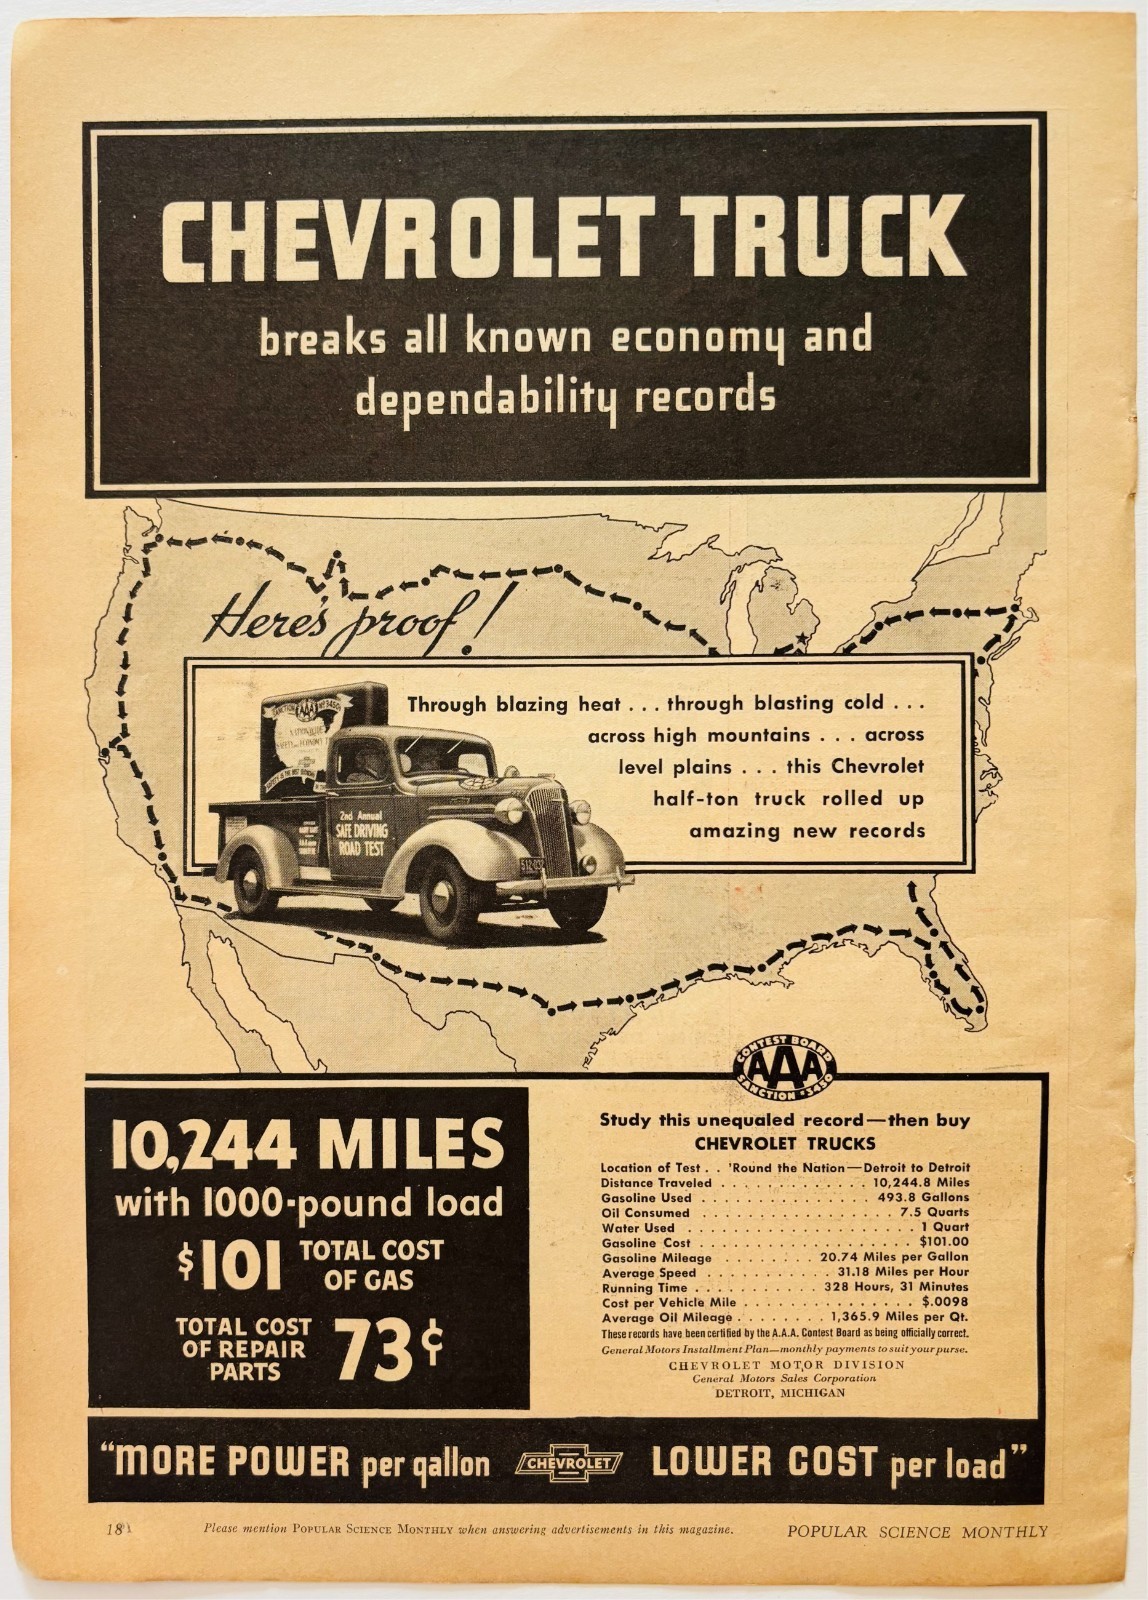 CHEVROLET TRUCK
breaks all known economy and
dependability records
Here's proof!
Through blazing heat . . . through blasting cold . . .
across high mountains . . . across
level plains . . . this Chevrolet
half-ton truck rolled up
amazing new records
SANCTION AAA No 3450
2nd Annual
SAFE DRIVING
ROAD TEST
CONTEST BOARD
AAA
SANCTION #3450
10,244 MILES
with 1000-pound load
$101 TOTAL COST
OF GAS
TOTAL COST
OF REPAIR
PARTS
73¢
Study this unequaled record—then buy
CHEVROLET TRUCKS
Location of Test . . 'Round the Nation—Detroit to Detroit
Distance Traveled . . . . . . . . . . . . . 10,244.8 Miles
Gasoline Used . . . . . . . . . . . . . . . 493.8 Gallons
Oil Consumed . . . . . . . . . . . . . . . . . 7.5 Quarts
Water Used . . . . . . . . . . . . . . . . . . . . 1 Quart
Gasoline Cost . . . . . . . . . . . . . . . . . . . $101.00
Gasoline Mileage . . . . . . . . 20.74 Miles per Gallon
Average Speed . . . . . . . . . . . 31.18 Miles per Hour
Running Time . . . . . . . . . . . . 328 Hours, 31 Minutes
Cost per Vehicle Mile . . . . . . . . . . . . . . . $.0098
Average Oil Mileage . . . . . . . . 1,365.9 Miles per Qt.
These records have been certified by the A.A.A. Contest Board as being officially correct.
General Motors Installment Plan—monthly payments to suit your purse.
CHEVROLET MOTOR DIVISION
General Motors Sales Corporation
DETROIT, MICHIGAN
"MORE POWER per gallon CHEVROLET LOWER COST per load"
18
Please mention POPULAR SCIENCE MONTHLY when answering advertisements in this magazine.
POPULAR SCIENCE MONTHLY